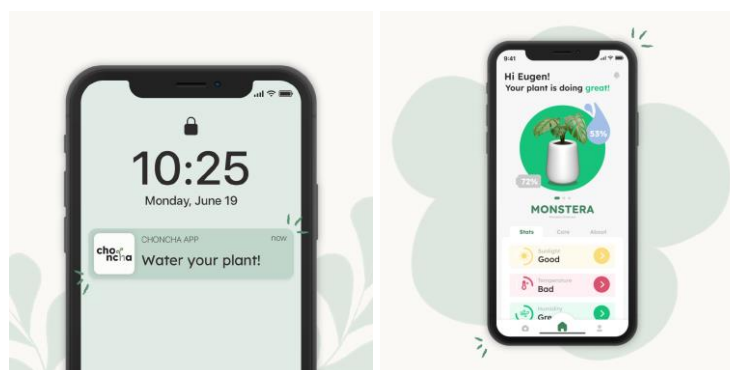 10:25
Monday, June 19
cho
ncha
CHONCHA APP
now
Water your plant!
9:41
Hi Eugen!
Your plant is doing great!
53%
72%
MONSTERA
Stats
Care
About
Sunlight
Good
Temperature
Bad
Humidity
Gre